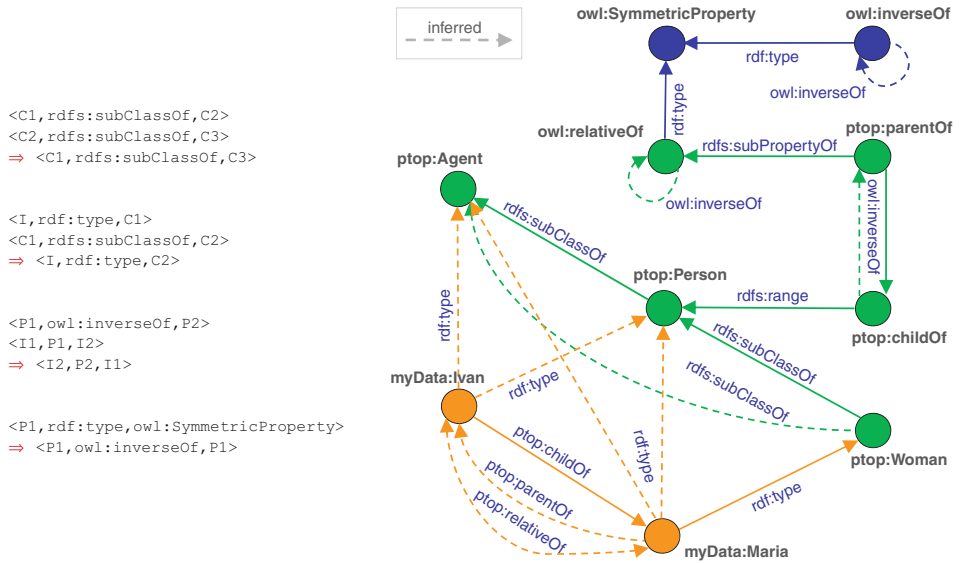 inferred
owl:SymmetricProperty
owl:inverseOf
rdf:type
owl:inverseOf
<C1,rdfs:subClassOf,C2>
<C2,rdfs:subClassOf,C3>
⇒ <C1,rdfs:subClassOf,C3>
rdf:type
owl:relativeOf
ptop:parentOf
rdfs:subPropertyOf
owl:inverseOf
owl:inverseOf
ptop:Agent
<I,rdf:type,C1>
<C1,rdfs:subClassOf,C2>
⇒ <I,rdf:type,C2>
rdfs:subClassOf
ptop:Person
rdfs:range
ptop:childOf
rdf:type
<P1,owl:inverseOf,P2>
<I1,P1,I2>
⇒ <I2,P2,I1>
rdfs:subClassOf
rdfs:subClassOf
myData:Ivan
rdf:type
<P1,rdf:type,owl:SymmetricProperty>
⇒ <P1,owl:inverseOf,P1>
ptop:childOf
rdf:type
ptop:Woman
ptop:parentOf
ptop:relativeOf
rdf:type
myData:Maria